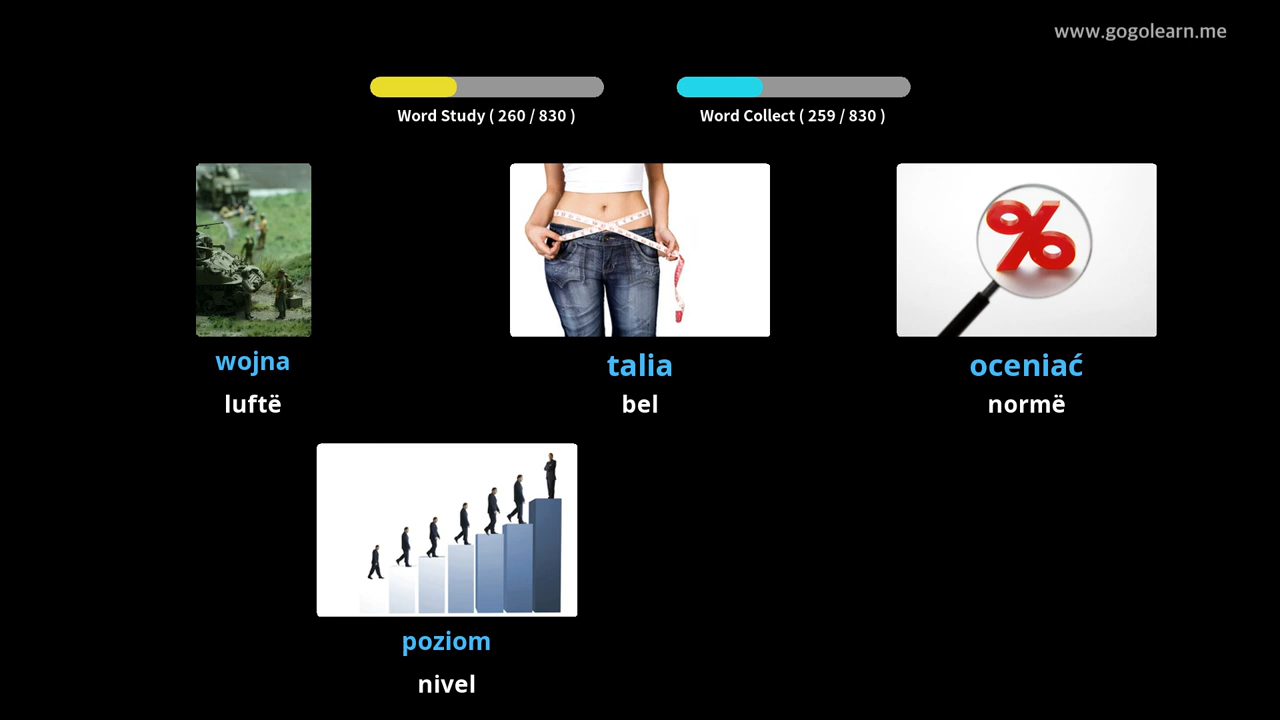 www.gogolearn.me
Word Study ( 260 / 830 )
Word Collect ( 259 / 830 )
wojna
luftë
talia
bel
oceniać
normë
%
poziom
nivel